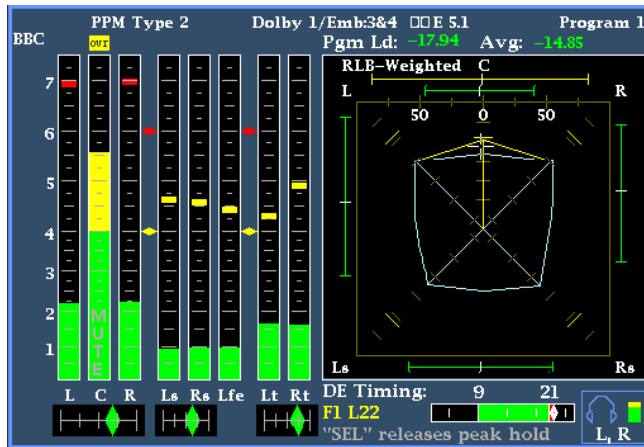 PPM Type 2 Dolby 1/Emb:3&4 ▯▯E 5.1 Program 1
BBC OVR Pgm Ld: -17.94 Avg: -14.85
RLB-Weighted C
L R
50 0 50
7
6
5
4
3
2
1
MUTE
Ls Rs
L C R Ls Rs Lfe Lt Rt
DE Timing: 9 21
F1 L22
"SEL" releases peak hold
L, R